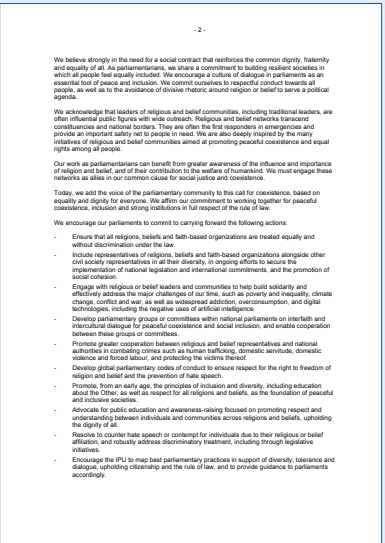 - 2 -
We believe strongly in the need for a social contract that reinforces the common dignity, fraternity
and equality of all. As parliamentarians, we share a commitment to building resilient societies in
which all people feel equally included. We encourage a culture of dialogue in parliaments as an
essential tool of peace and inclusion. We commit ourselves to respectful conduct towards all
people, as well as to the avoidance of divisive rhetoric around religion or belief to serve a political
agenda.
We acknowledge that leaders of religious and belief communities, including traditional leaders, are
often influential public figures with wide outreach. Religious and belief networks transcend
constituencies and national borders. They are often the first responders in emergencies and
provide an important safety net to people in need. We are also deeply inspired by the many
initiatives of religious and belief communities aimed at promoting peaceful coexistence and equal
rights among all people.
Our work as parliamentarians can benefit from greater awareness of the influence and importance
of religion and belief, and of their contribution to the welfare of humankind. We must engage these
networks as allies in our common cause for social justice and coexistence.
Today, we add the voice of the parliamentary community to this call for coexistence, based on
equality and dignity for everyone. We affirm our commitment to working together for peaceful
coexistence, inclusion and strong institutions in full respect of the rule of law.
We encourage our parliaments to commit to carrying forward the following actions:
- Ensure that all religions, beliefs and faith-based organizations are treated equally and
without discrimination under the law.
- Include representatives of religions, beliefs and faith-based organizations alongside other
civil society representatives in all their diversity, in ongoing efforts to secure the
implementation of national legislation and international commitments, and the promotion of
social cohesion.
- Engage with religious or belief leaders and communities to help build solidarity and
effectively address the major challenges of our time, such as poverty and inequality, climate
change, conflict and war, as well as widespread addiction, overconsumption, and digital
technologies, including the negative uses of artificial intelligence.
- Develop parliamentary groups or committees within national parliaments on interfaith and
intercultural dialogue for peaceful coexistence and social inclusion, and enable cooperation
between these groups or committees.
- Promote greater cooperation between religious and belief representatives and national
authorities in combating crimes such as human trafficking, domestic servitude, domestic
violence and forced labour, and protecting the victims thereof.
- Develop global parliamentary codes of conduct to ensure respect for the right to freedom of
religion and belief and the prevention of hate speech.
- Promote, from an early age, the principles of inclusion and diversity, including education
about the Other, as well as respect for all religions and beliefs, as the foundation of peaceful
and inclusive societies.
- Advocate for public education and awareness-raising focused on promoting respect and
understanding between individuals and communities across religions and beliefs, upholding
the dignity of all.
- Resolve to counter hate speech or contempt for individuals due to their religious or belief
affiliation, and robustly address discriminatory treatment, including through legislative
initiatives.
- Encourage the IPU to map best parliamentary practices in support of diversity, tolerance and
dialogue, upholding citizenship and the rule of law, and to provide guidance to parliaments
accordingly.